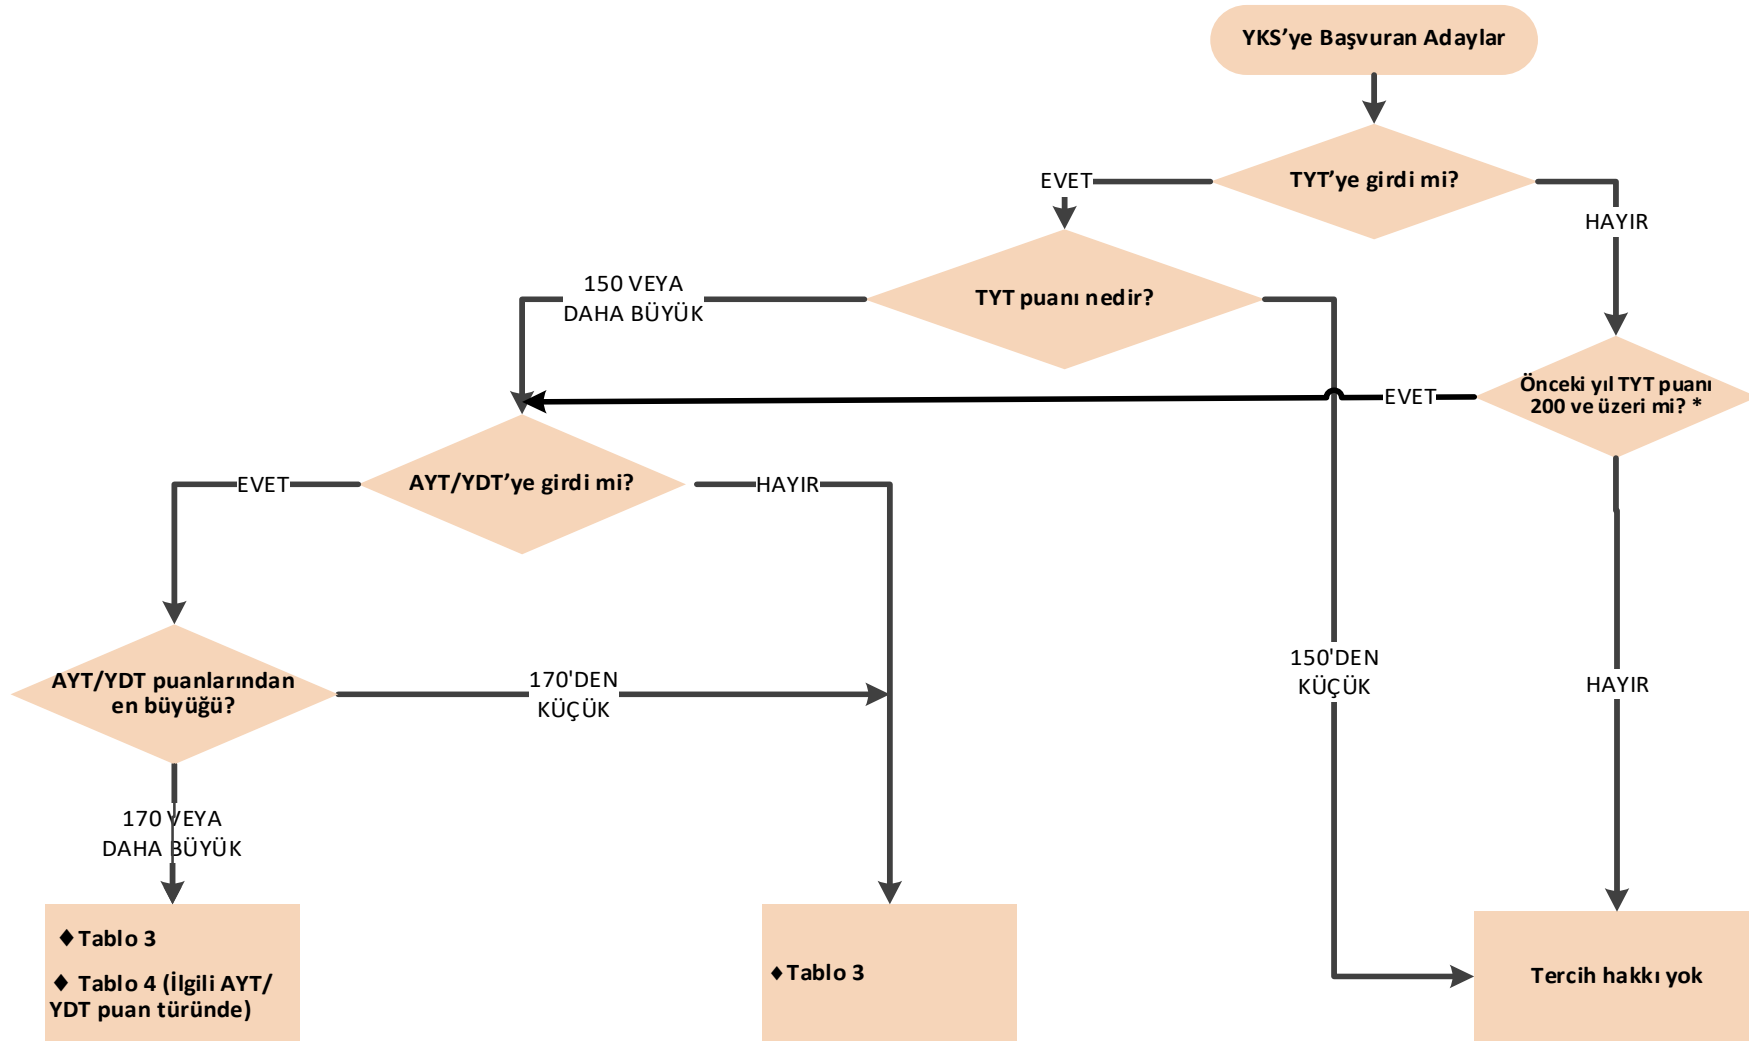 YKS’ye Başvuran Adaylar
TYT’ye girdi mi?
EVET
HAYIR
TYT puanı nedir?
150 VEYA
DAHA BÜYÜK
Önceki yıl TYT puanı
200 ve üzeri mi? *
EVET
AYT/YDT’ye girdi mi?
EVET
HAYIR
150'DEN
KÜÇÜK
HAYIR
AYT/YDT puanlarından
en büyüğü?
170'DEN
KÜÇÜK
170 VEYA
DAHA BÜYÜK
♦ Tablo 3
♦ Tablo 4 (İlgili AYT/
YDT puan türünde)
♦ Tablo 3
Tercih hakkı yok